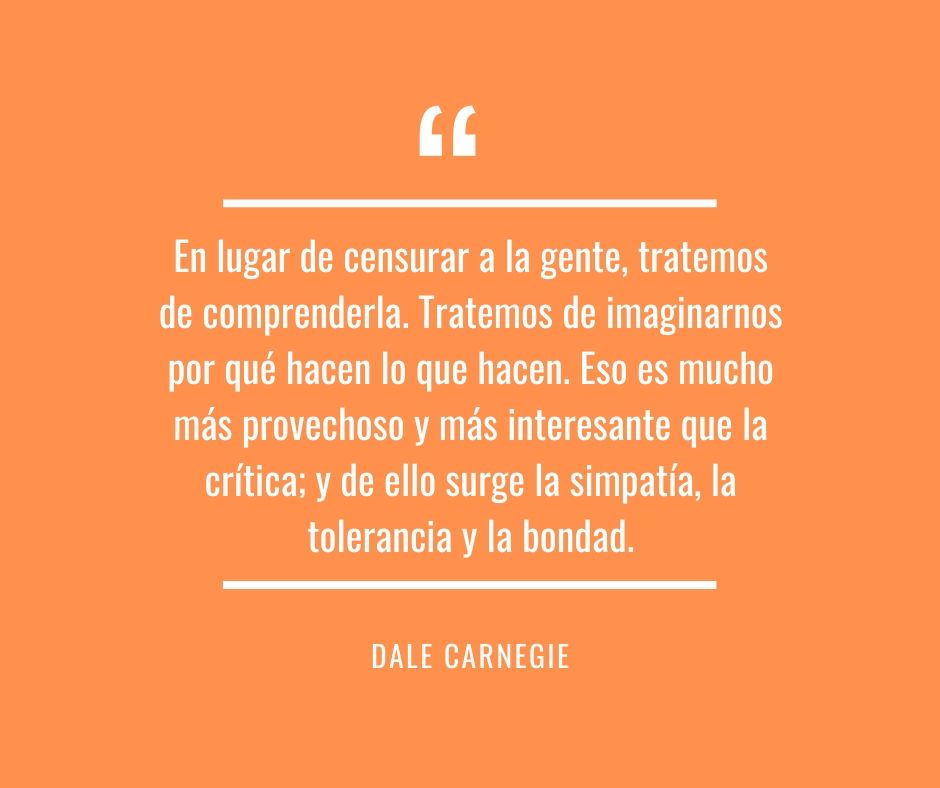 “
En lugar de censurar a la gente, tratemos
de comprenderla. Tratemos de imaginarnos
por qué hacen lo que hacen. Eso es mucho
más provechoso y más interesante que la
crítica; y de ello surge la simpatía, la
tolerancia y la bondad.
DALE CARNEGIE